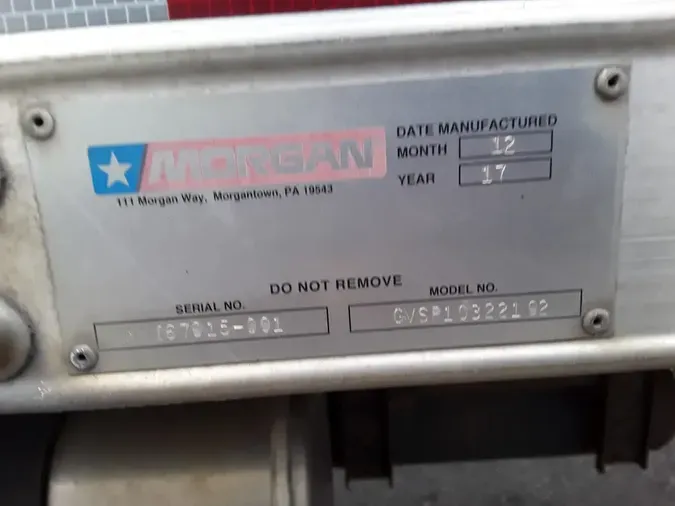 MORGAN
111 Morgan Way, Morgantown, PA 19543
DATE MANUFACTURED
MONTH 12
YEAR 17
DO NOT REMOVE
SERIAL NO.
MODEL NO.